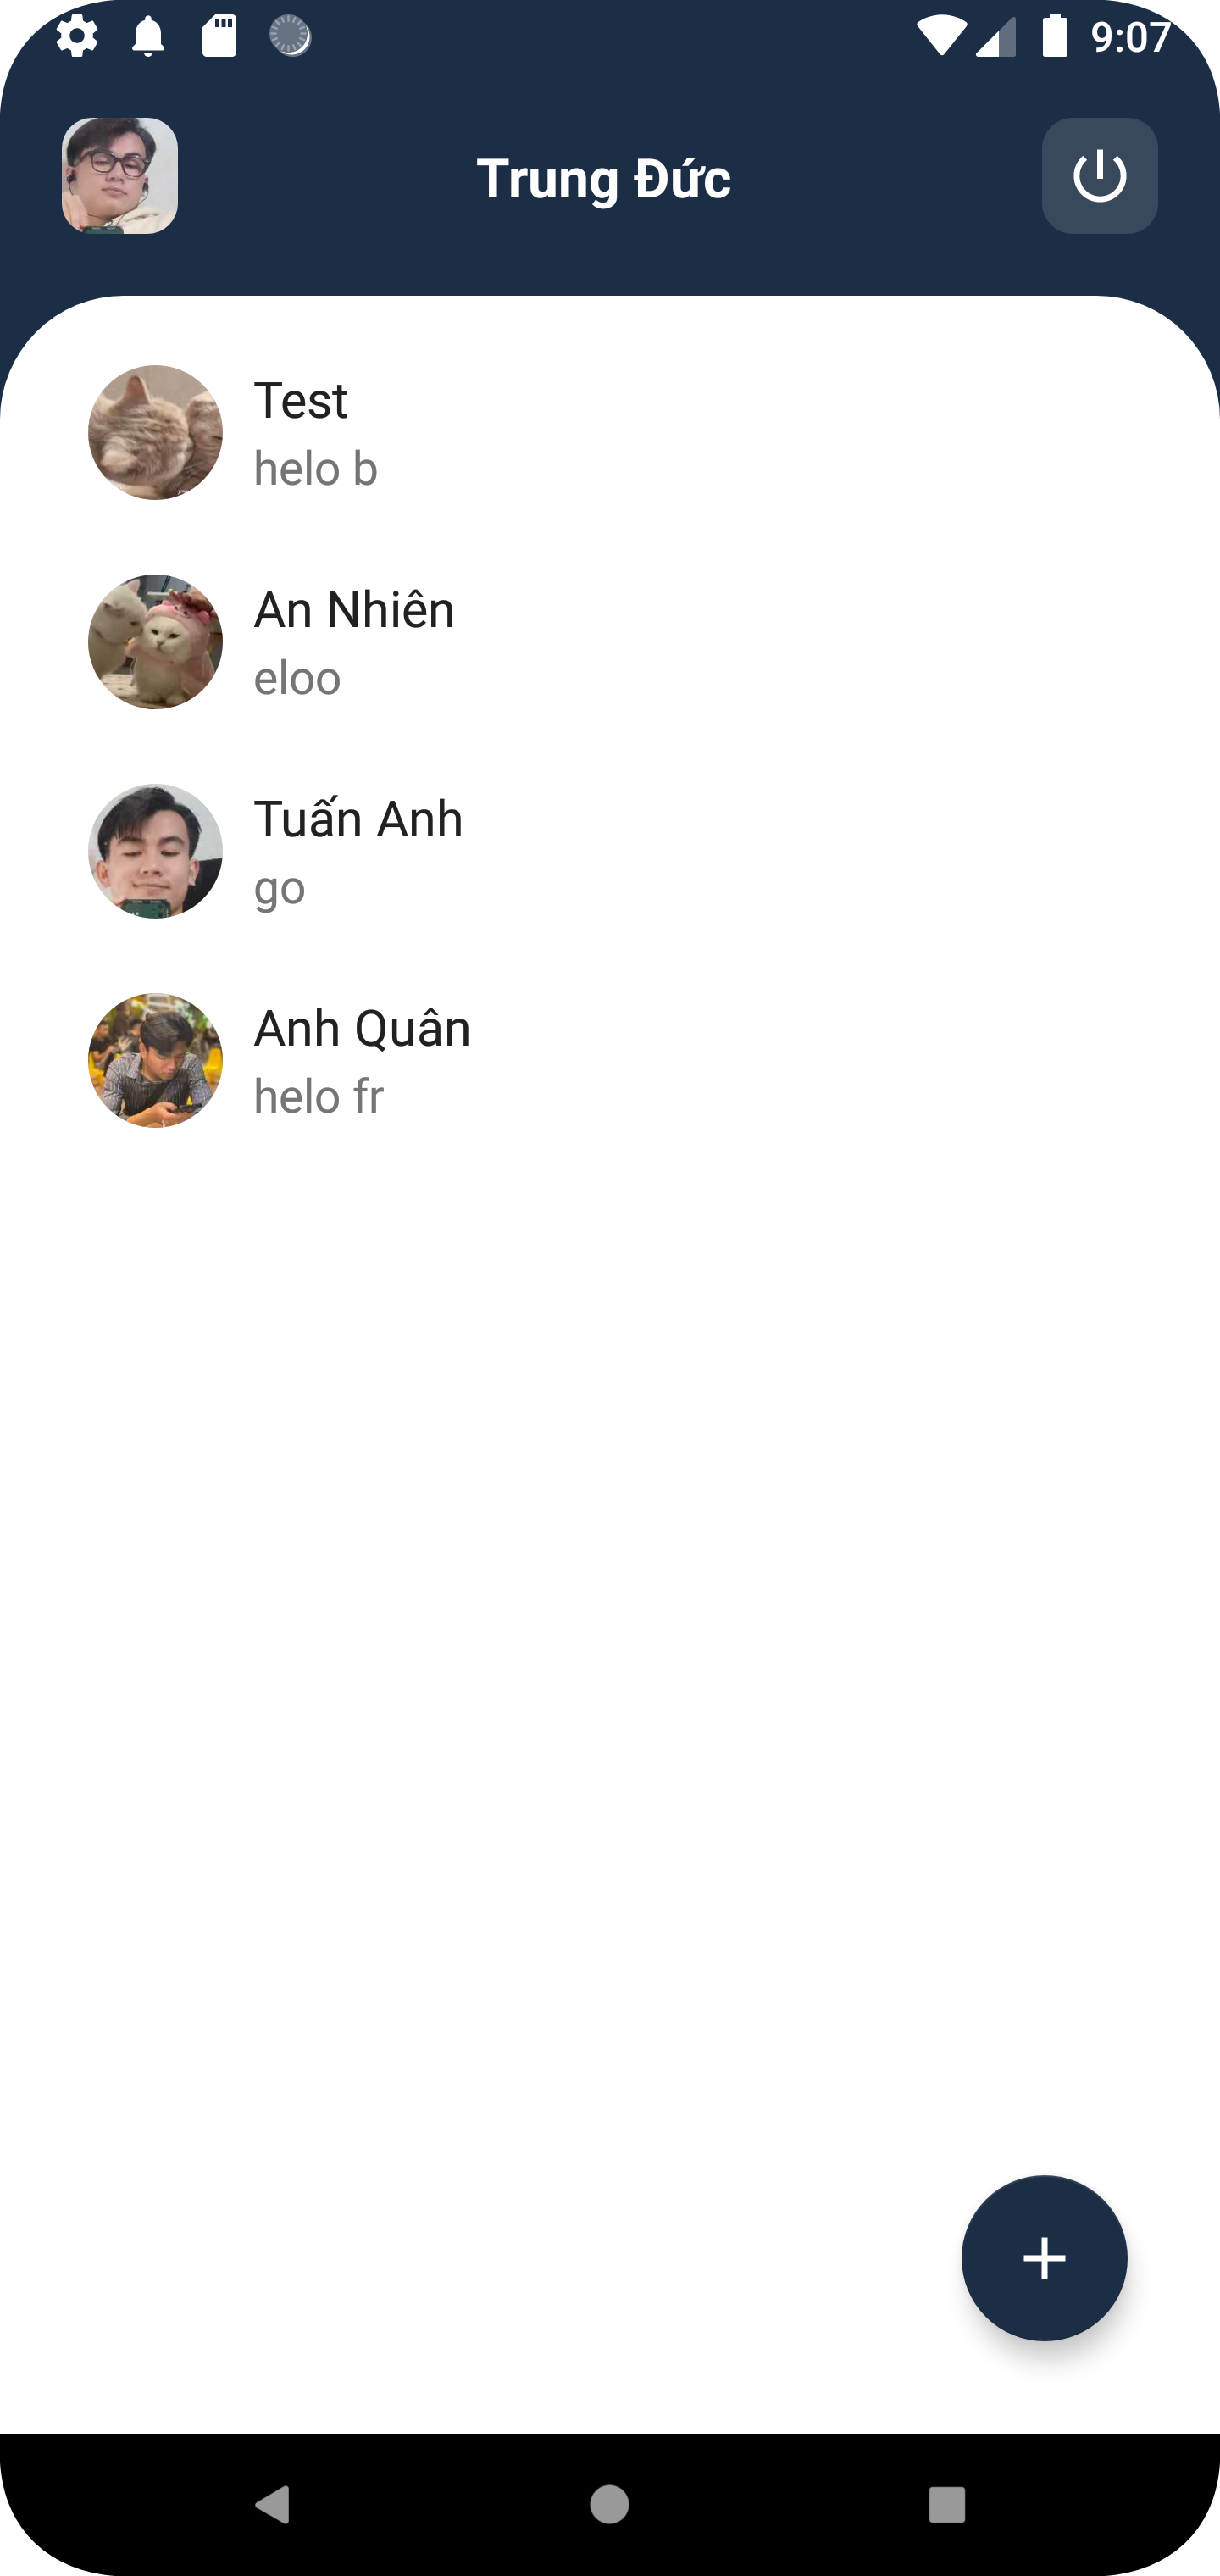 9:07
Trung Đức
Test
helo b
An Nhiên
eloo
Tuấn Anh
go
Anh Quân
helo fr